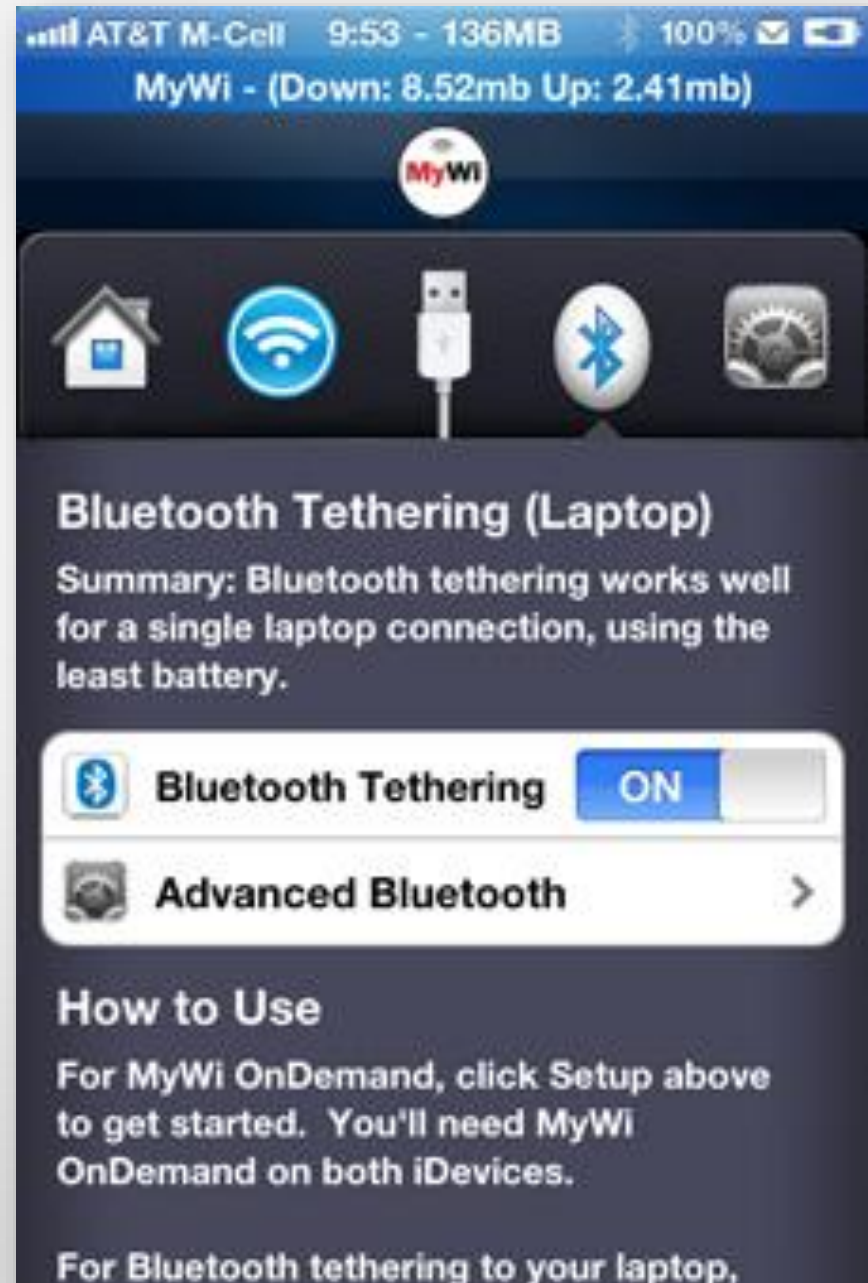 AT&T M-Cell 9:53 - 136MB 100%
MyWi - (Down: 8.52mb Up: 2.41mb)
MyWi
Bluetooth Tethering (Laptop)
Summary: Bluetooth tethering works well
for a single laptop connection, using the
least battery.
Bluetooth Tethering ON
Advanced Bluetooth
How to Use
For MyWi OnDemand, click Setup above
to get started. You'll need MyWi
OnDemand on both iDevices.
For Bluetooth tethering to your laptop,